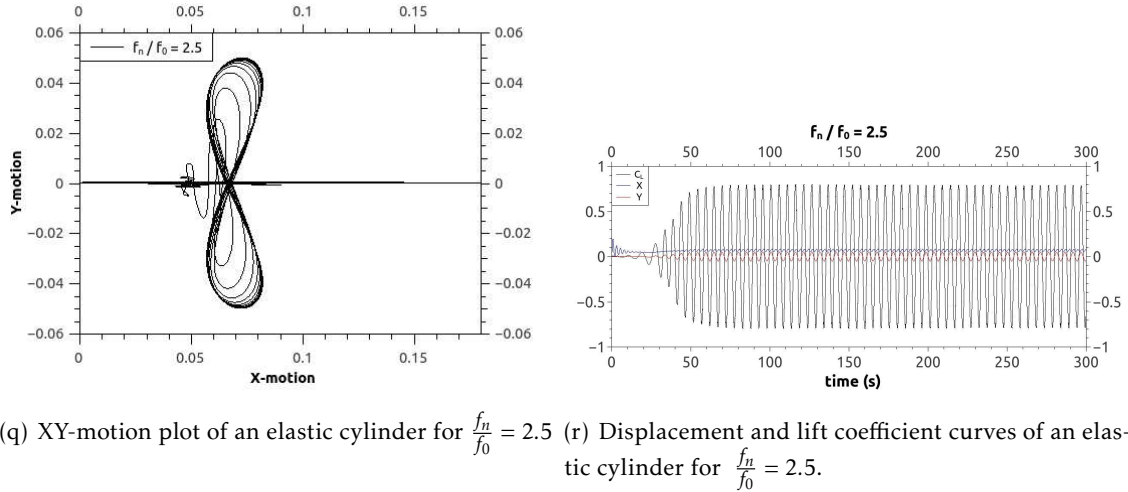 0 0.05 0.1 0.15
0.06 0.06
fn / f0 = 2.5
0.04 0.04
0.02 0.02
Y-motion
0 0
−0.02 −0.02
−0.04 −0.04
−0.06 −0.06
0 0.05 0.1 0.15
X-motion
fn / f0 = 2.5
0 50 100 150 200 250 300
1 1
CL
X
Y
0.5 0.5
0 0
−0.5 −0.5
−1 −1
0 50 100 150 200 250 300
time (s)
(q) XY-motion plot of an elastic cylinder for fn/f0 = 2.5
(r) Displacement and lift coefficient curves of an elas-
tic cylinder for fn/f0 = 2.5.